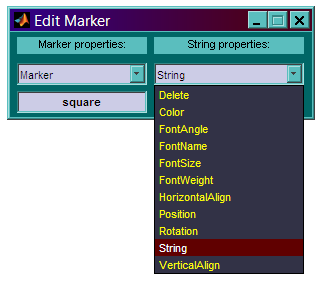 Edit Marker
Marker properties: String properties:
Marker String
square
Delete
Color
FontAngle
FontName
FontSize
FontWeight
HorizontalAlign
Position
Rotation
String
VerticalAlign